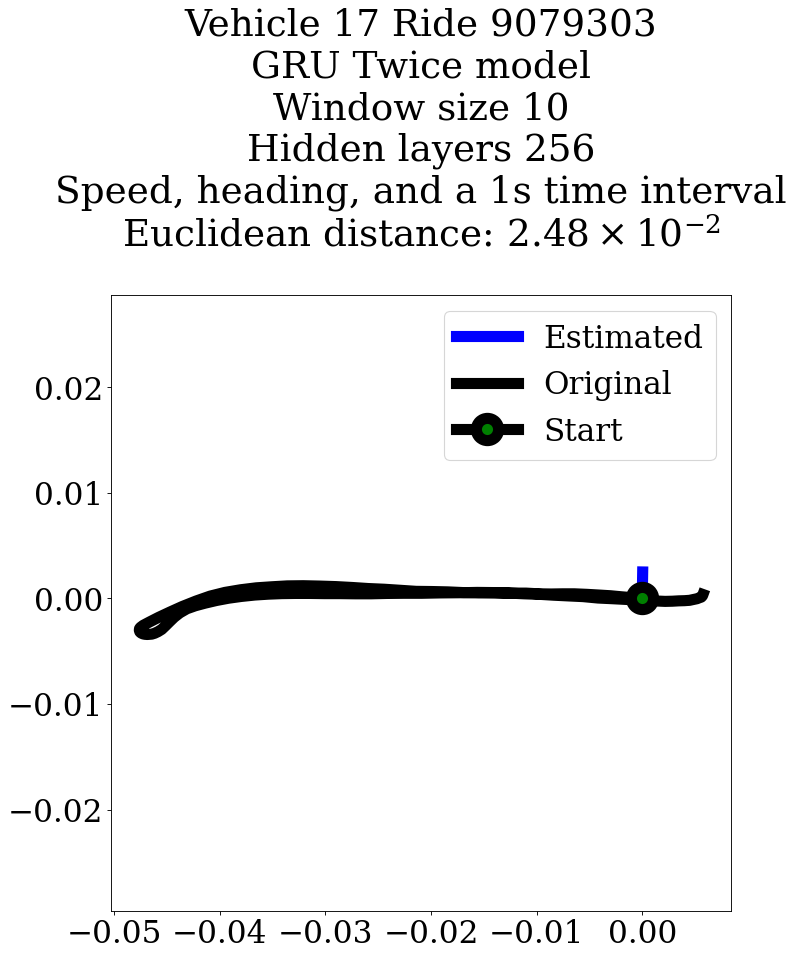 Vehicle 17 Ride 9079303
GRU Twice model
Window size 10
Hidden layers 256
Speed, heading, and a 1s time interval
Euclidean distance: 2.48 × 10⁻²
Estimated
Original
Start
0.02
0.01
0.00
−0.01
−0.02
−0.05 −0.04 −0.03 −0.02 −0.01 0.00